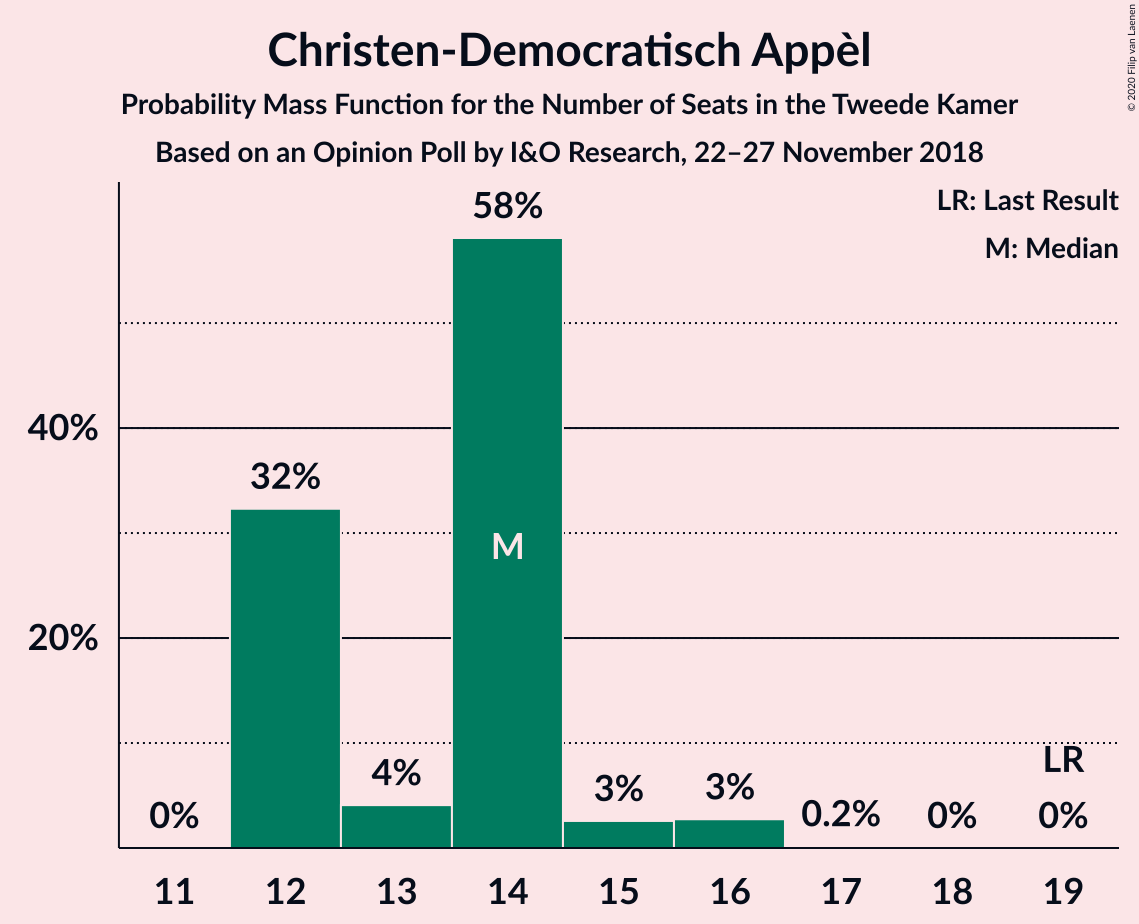 Christen-Democratisch Appèl
Probability Mass Function for the Number of Seats in the Tweede Kamer
Based on an Opinion Poll by I&O Research, 22–27 November 2018
© 2020 Filip van Laenen
LR: Last Result
M: Median
58%
40%
32%
M
20%
LR
4%
3%
3%
0%
0.2%
0%
0%
11 12 13 14 15 16 17 18 19